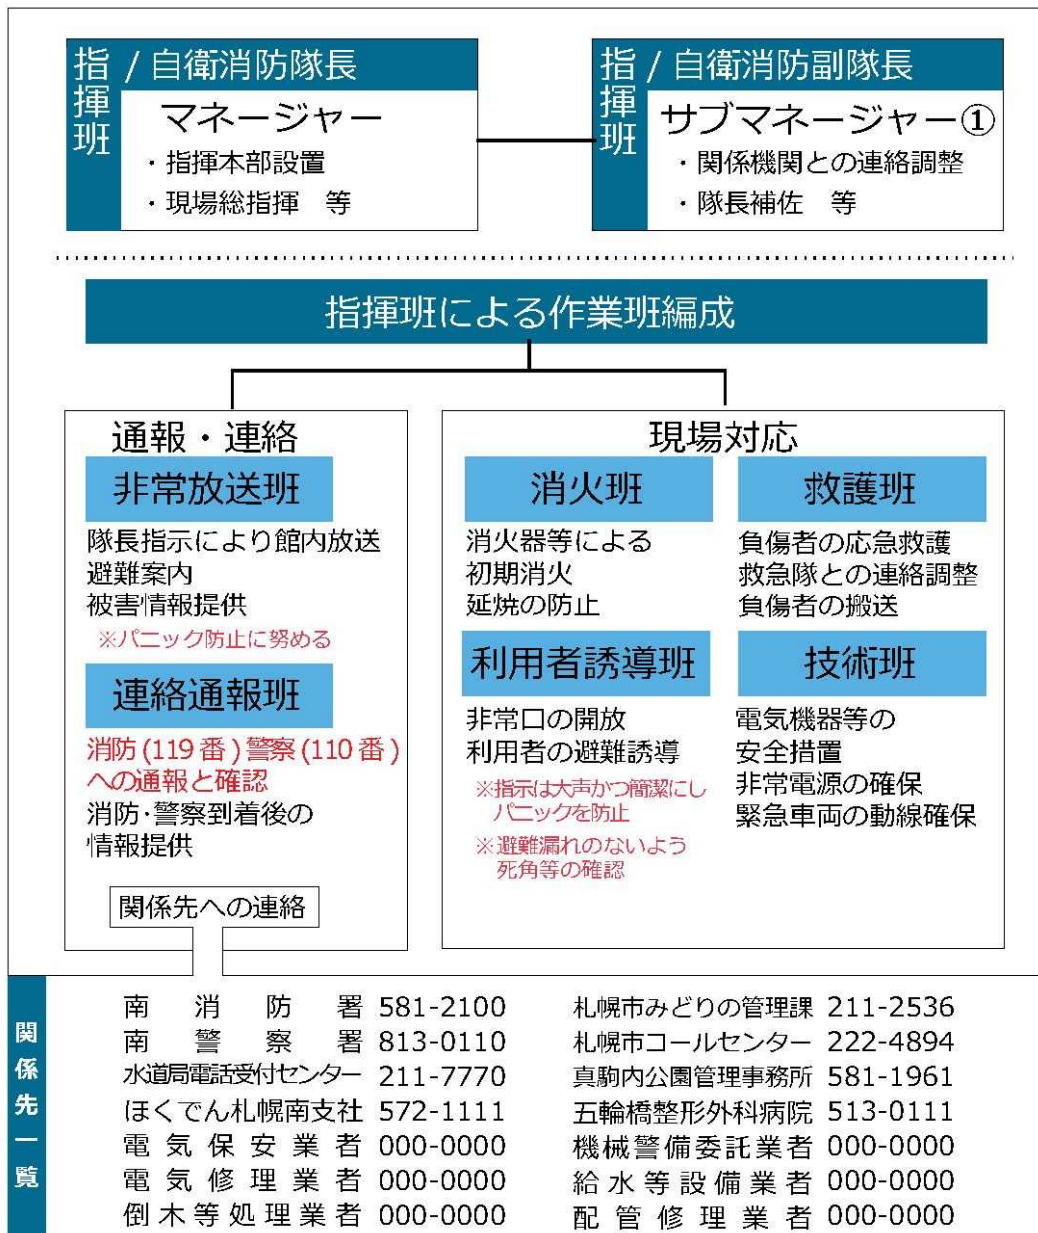 指揮班 / 自衛消防隊長
マネージャー
・指揮本部設置
・現場総指揮 等
指揮班 / 自衛消防副隊長
サブマネージャー①
・関係機関との連絡調整
・隊長補佐 等
指揮班による作業班編成
通報・連絡
非常放送班
隊長指示により館内放送
避難案内
被害情報提供
※パニック防止に努める
連絡通報班
消防(119番)警察(110番)
への通報と確認
消防・警察到着後の
情報提供
関係先への連絡
現場対応
消火班
消火器等による
初期消火
延焼の防止
救護班
負傷者の応急救護
救急隊との連絡調整
負傷者の搬送
利用者誘導班
非常口の開放
利用者の避難誘導
※指示は大声かつ簡潔にし
パニックを防止
※避難漏れのないよう
死角等の確認
技術班
電気機器等の
安全措置
非常電源の確保
緊急車両の動線確保
関係先一覧
南消防署 581-2100
南警察署 813-0110
水道局電話受付センター 211-7770
ほくでん札幌南支社 572-1111
電気保安業者 000-0000
電気修理業者 000-0000
倒木等処理業者 000-0000
札幌市みどりの管理課 211-2536
札幌市コールセンター 222-4894
真駒内公園管理事務所 581-1961
五輪橋整形外科病院 513-0111
機械警備委託業者 000-0000
給水等設備業者 000-0000
配管修理業者 000-0000